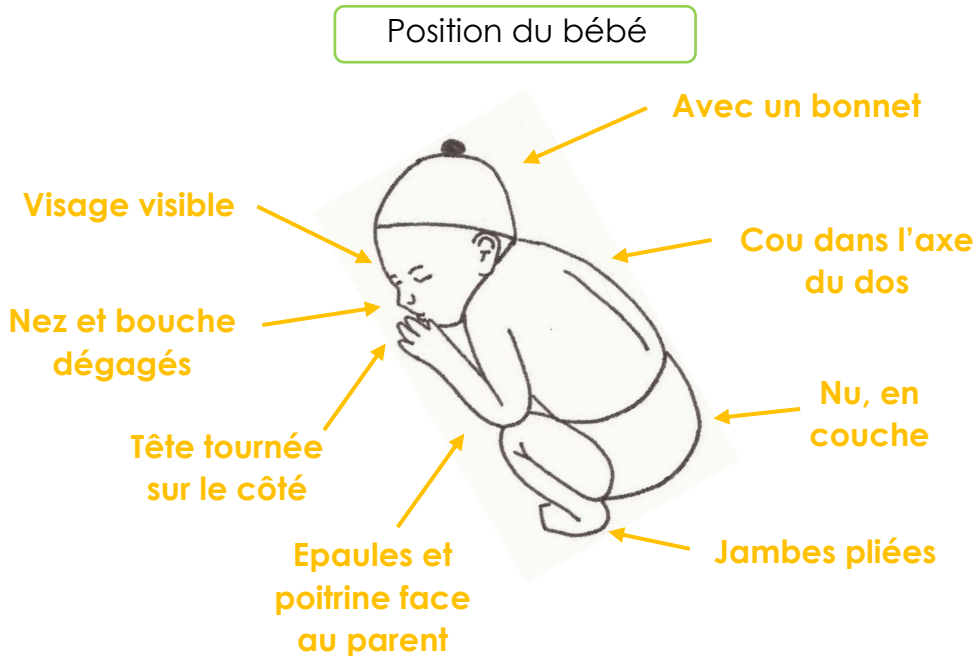 Position du bébé
Avec un bonnet
Visage visible
Cou dans l'axe
du dos
Nez et bouche
dégagés
Nu, en
couche
Tête tournée
sur le côté
Epaules et
poitrine face
au parent
Jambes pliées